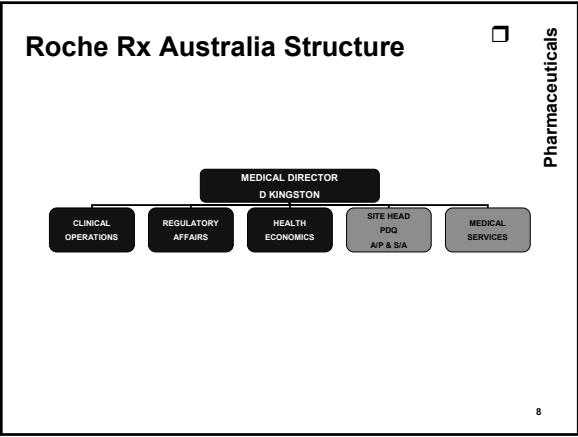 Roche Rx Australia Structure
Pharmaceuticals
MEDICAL DIRECTOR
D KINGSTON
CLINICAL
OPERATIONS
REGULATORY
AFFAIRS
HEALTH
ECONOMICS
SITE HEAD
PDQ
A/P & S/A
MEDICAL
SERVICES
8